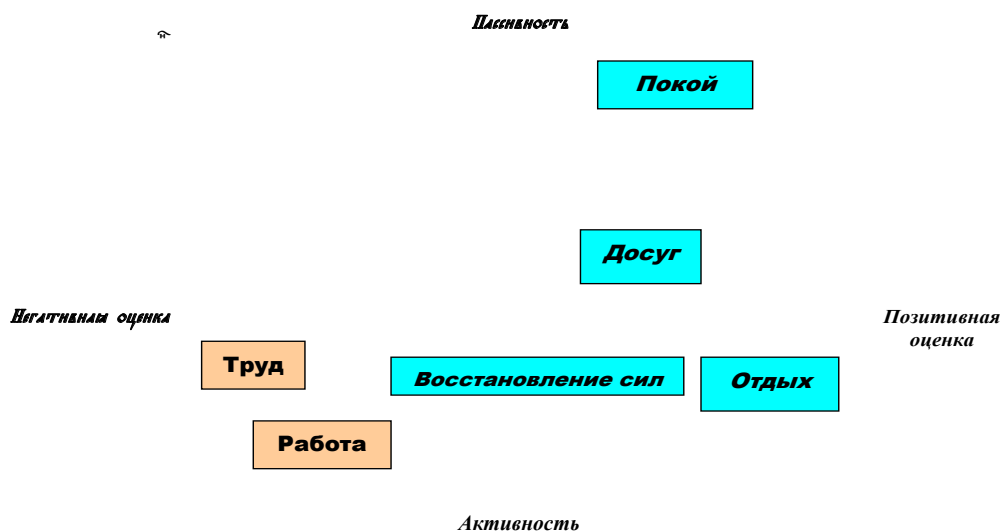 Пассивность
Покой
Досуг
Негативная оценка
Позитивная
оценка
Труд
Восстановление сил
Отдых
Работа
Активность